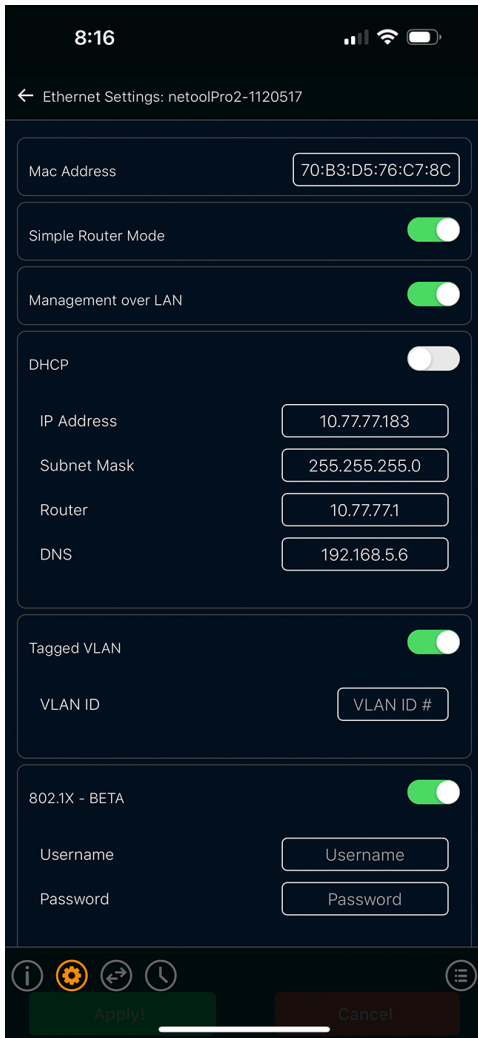 8:16
Ethernet Settings: netoolPro2-1120517
Mac Address 70:B3:D5:76:C7:8C
Simple Router Mode
Management over LAN
DHCP
IP Address 10.77.77.183
Subnet Mask 255.255.255.0
Router 10.77.77.1
DNS 192.168.5.6
Tagged VLAN
VLAN ID VLAN ID #
802.1X - BETA
Username Username
Password Password
Apply! Cancel